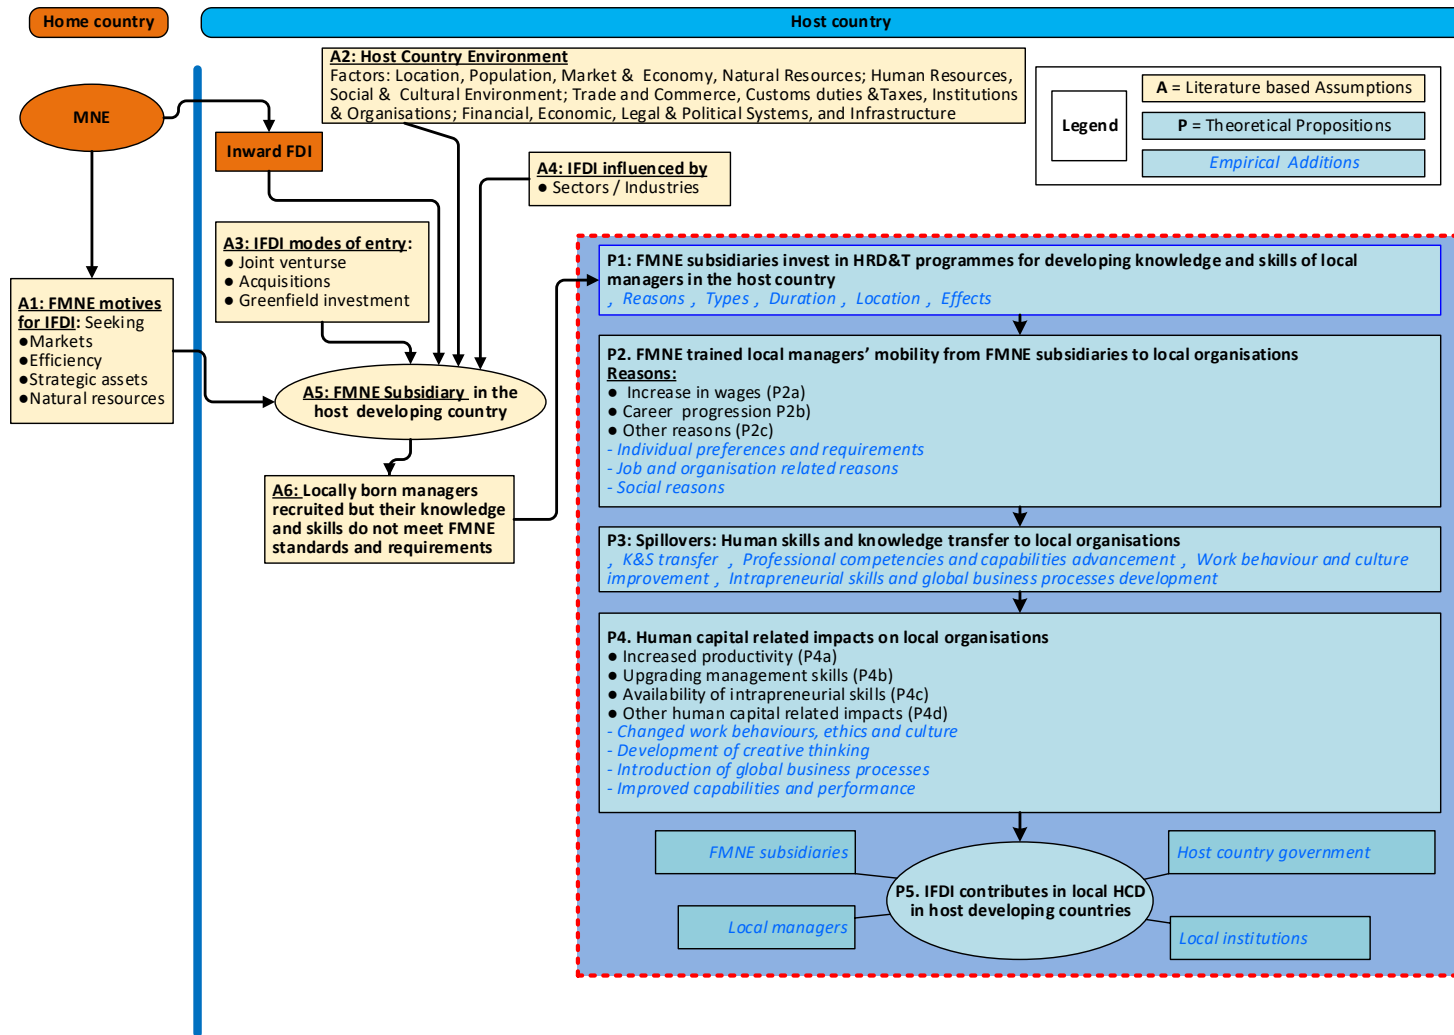 Home country
Host country
MNE
Inward FDI
A2: Host Country Environment
Factors: Location, Population, Market & Economy, Natural Resources; Human Resources,
Social & Cultural Environment; Trade and Commerce, Customs duties &Taxes, Institutions
& Organisations; Financial, Economic, Legal & Political Systems, and Infrastructure
Legend
A = Literature based Assumptions
P = Theoretical Propositions
Empirical Additions
A4: IFDI influenced by
● Sectors / Industries
A3: IFDI modes of entry:
● Joint venturse
● Acquisitions
● Greenfield investment
A1: FMNE motives
for IFDI: Seeking
●Markets
●Efficiency
●Strategic assets
●Natural resources
A5: FMNE Subsidiary in the
host developing country
A6: Locally born managers
recruited but their knowledge
and skills do not meet FMNE
standards and requirements
P1: FMNE subsidiaries invest in HRD&T programmes for developing knowledge and skills of local
managers in the host country
, Reasons , Types , Duration , Location , Effects
P2. FMNE trained local managers’ mobility from FMNE subsidiaries to local organisations
Reasons:
● Increase in wages (P2a)
● Career progression P2b)
● Other reasons (P2c)
- Individual preferences and requirements
- Job and organisation related reasons
- Social reasons
P3: Spillovers: Human skills and knowledge transfer to local organisations
, K&S transfer , Professional competencies and capabilities advancement , Work behaviour and culture
improvement , Intrapreneurial skills and global business processes development
P4. Human capital related impacts on local organisations
● Increased productivity (P4a)
● Upgrading management skills (P4b)
● Availability of intrapreneurial skills (P4c)
● Other human capital related impacts (P4d)
- Changed work behaviours, ethics and culture
- Development of creative thinking
- Introduction of global business processes
- Improved capabilities and performance
FMNE subsidiaries
Host country government
P5. IFDI contributes in local HCD
in host developing countries
Local managers
Local institutions